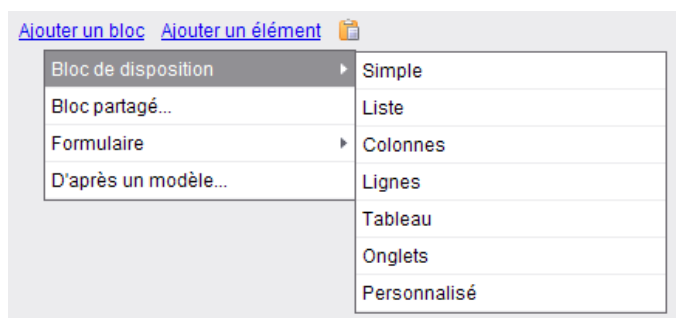 Ajouter un bloc Ajouter un élément
Bloc de disposition
Bloc partagé...
Formulaire
D'après un modèle...
Simple
Liste
Colonnes
Lignes
Tableau
Onglets
Personnalisé